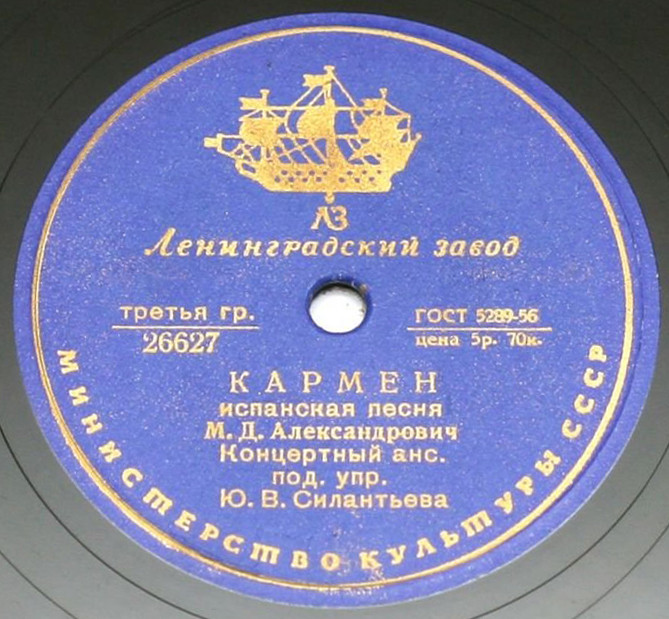 ЛЗ
Ленинградский завод
третья гр.
26627
ГОСТ 5289-56
цена 5р. 70к.
КАРМЕН
испанская песня
М. Д. Александрович
Концертный анс.
под. упр.
Ю. В. Силантьева
МИНИСТЕРСТВО КУЛЬТУРЫ СССР